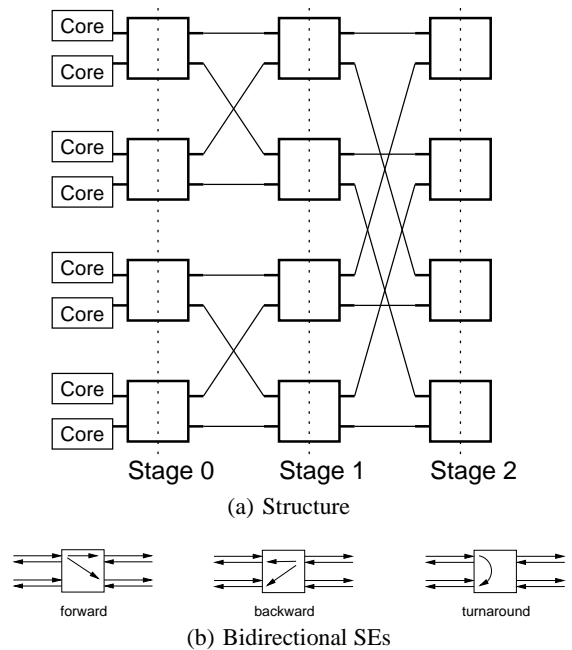 Core
Core
Core
Core
Core
Core
Core
Core
Stage 0 Stage 1 Stage 2
(a) Structure
forward backward turnaround
(b) Bidirectional SEs